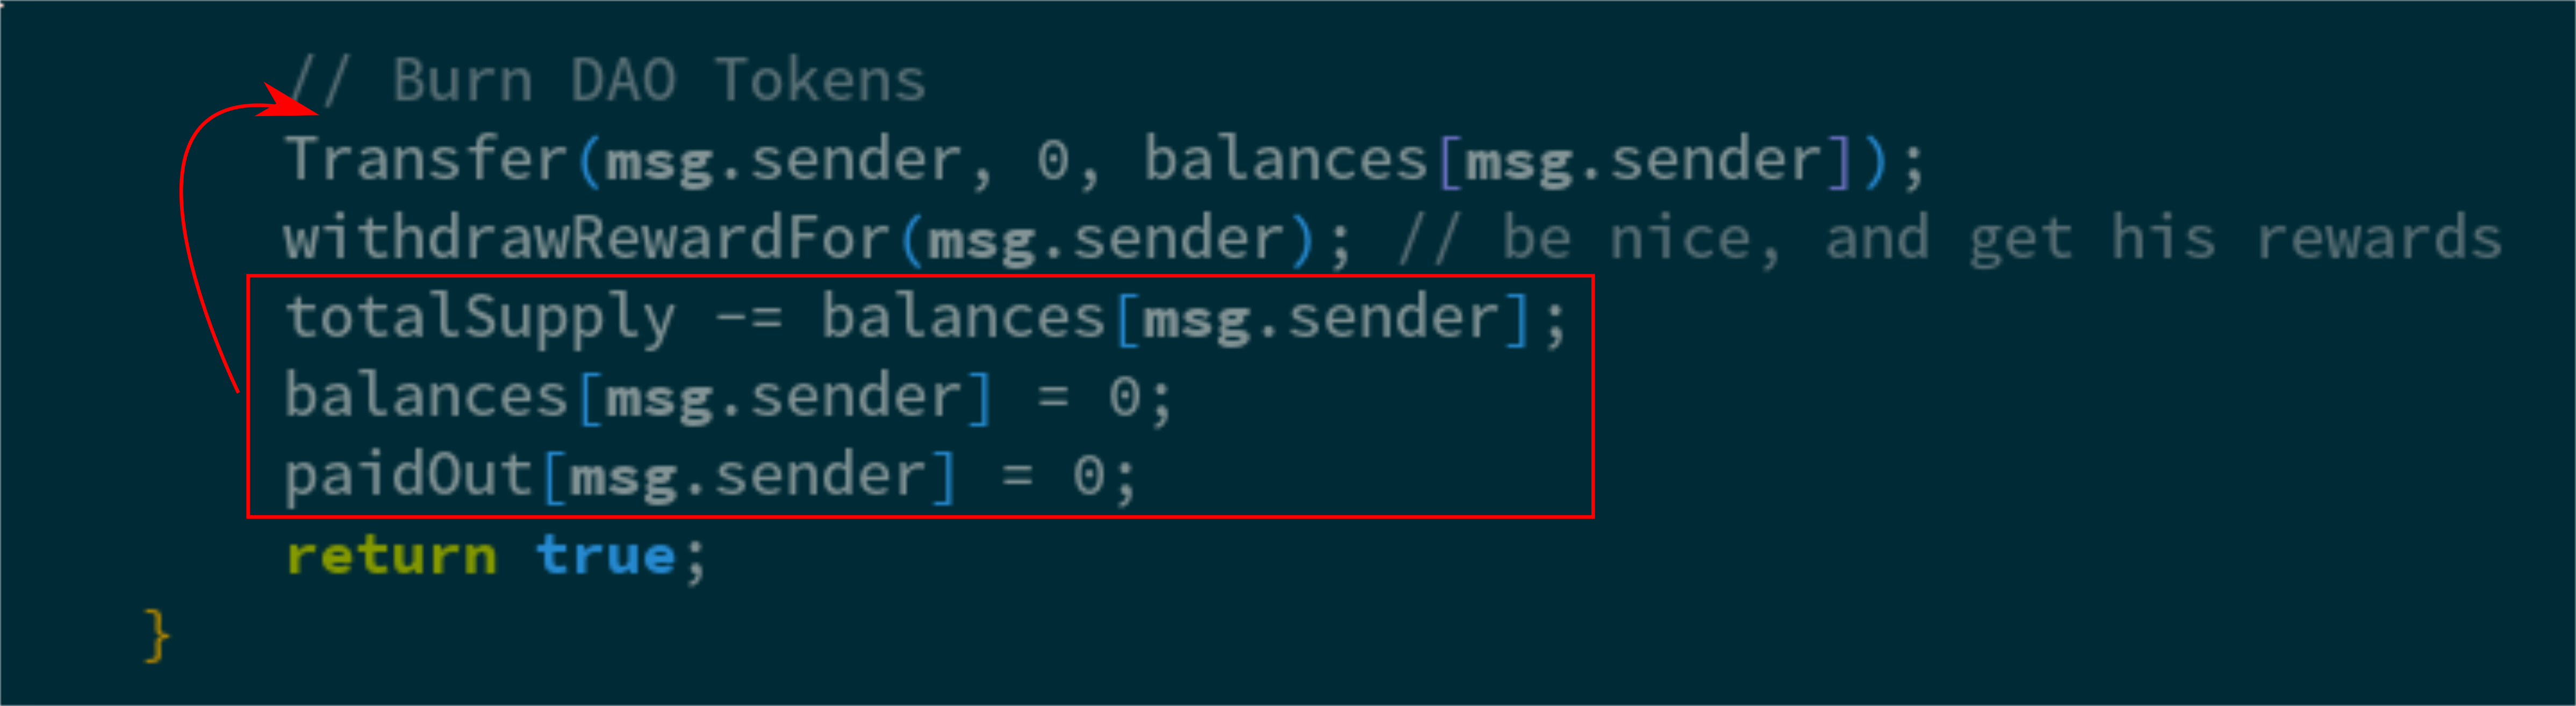 // Burn DAO Tokens
Transfer(msg.sender, 0, balances[msg.sender]);
withdrawRewardFor(msg.sender); // be nice, and get his rewards
totalSupply -= balances[msg.sender];
balances[msg.sender] = 0;
paidOut[msg.sender] = 0;
return true;
}